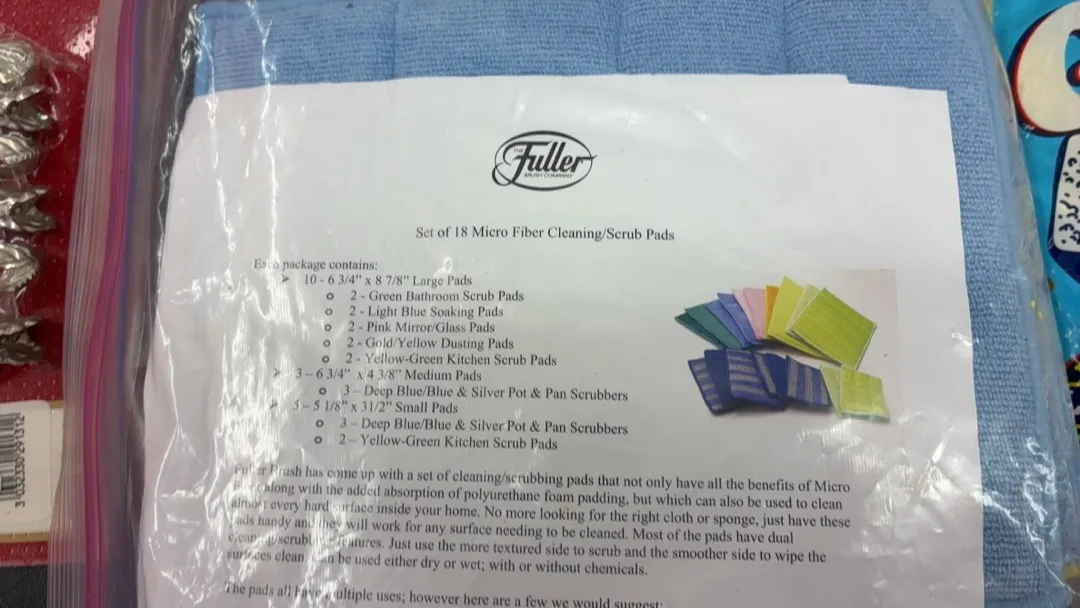 THE
Fuller
BRUSH COMPANY
Set of 18 Micro Fiber Cleaning/Scrub Pads
Each package contains:
➤ 10 - 6 3/4” x 8 7/8” Large Pads
o 2 - Green Bathroom Scrub Pads
o 2 - Light Blue Soaking Pads
o 2 - Pink Mirror/Glass Pads
o 2 - Gold/Yellow Dusting Pads
o 2 - Yellow-Green Kitchen Scrub Pads
➤ 3 – 6 3/4” x 4 3/8” Medium Pads
o 3 – Deep Blue/Blue & Silver Pot & Pan Scrubbers
➤ 5 – 5 1/8” x 31/2” Small Pads
o 3 – Deep Blue/Blue & Silver Pot & Pan Scrubbers
o 2 – Yellow-Green Kitchen Scrub Pads
Fuller Brush has come up with a set of cleaning/scrubbing pads that not only have all the benefits of Micro
along with the added absorption of polyurethane foam padding, but which can also be used to clean
almost every hard surface inside your home. No more looking for the right cloth or sponge, just have these
pads handy and they will work for any surface needing to be cleaned. Most of the pads have dual
features. Just use the more textured side to scrub and the smoother side to wipe the
surfaces clean. Can be used either dry or wet; with or without chemicals.
The pads all have multiple uses; however here are a few we would suggest: